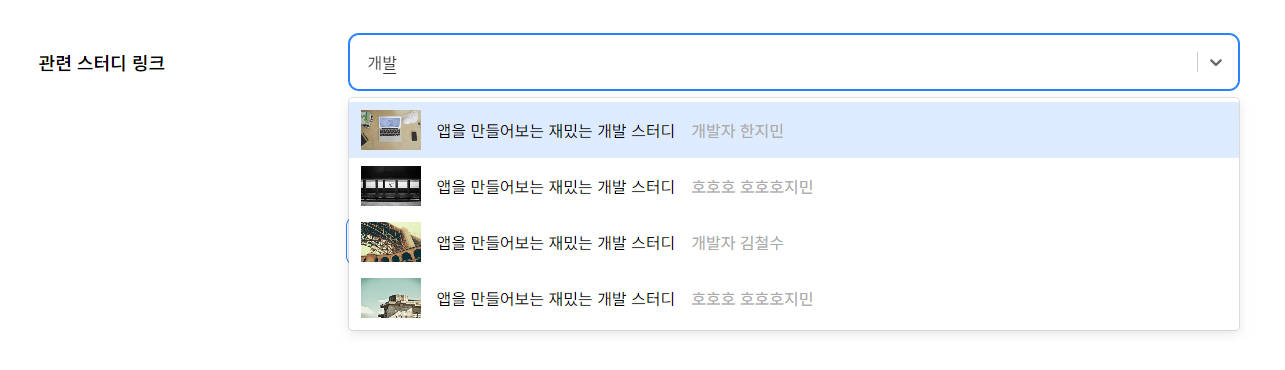 관련 스터디 링크
개발
앱을 만들어보는 재밌는 개발 스터디 개발자 한지민
앱을 만들어보는 재밌는 개발 스터디 호호호 호호호지민
앱을 만들어보는 재밌는 개발 스터디 개발자 김철수
앱을 만들어보는 재밌는 개발 스터디 호호호 호호호지민